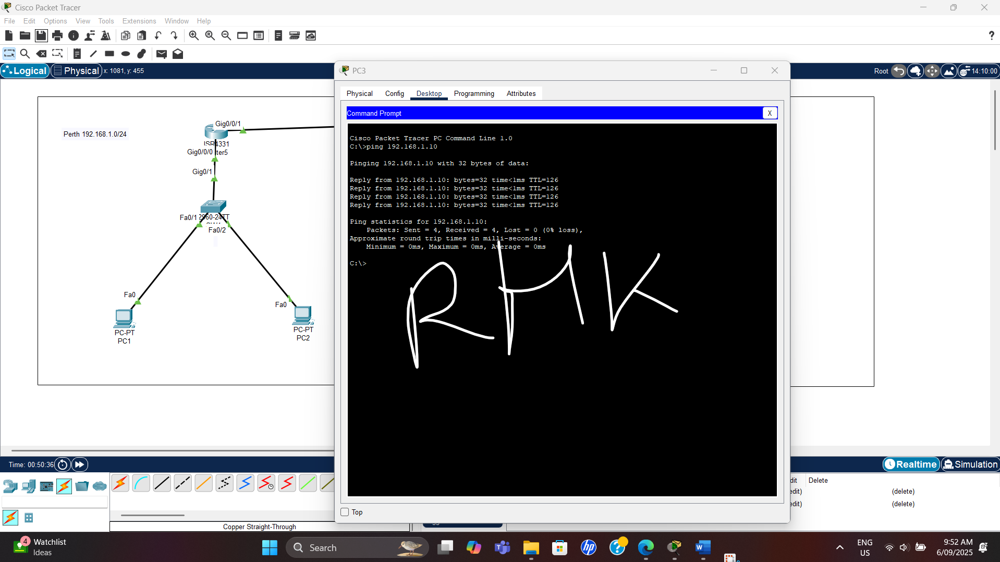 Cisco Packet Tracer
File Edit Options View Tools Extensions Window Help
?
Logical Physical x: 1081, y: 455
Root 14:10:00
Perth 192.168.1.0/24
Gig0/0/1
ISR4331
Gig0/0/0 ter5
Gig0/1
Fa0/1 2960-24TT
Fa0/2
Fa0
Fa0
PC-PT
PC1
PC-PT
PC2
PC3
Physical Config Desktop Programming Attributes
Command Prompt X
Cisco Packet Tracer PC Command Line 1.0
C:\>ping 192.168.1.10
Pinging 192.168.1.10 with 32 bytes of data:
Reply from 192.168.1.10: bytes=32 time<1ms TTL=126
Reply from 192.168.1.10: bytes=32 time<1ms TTL=126
Reply from 192.168.1.10: bytes=32 time<1ms TTL=126
Reply from 192.168.1.10: bytes=32 time<1ms TTL=126
Ping statistics for 192.168.1.10:
Packets: Sent = 4, Received = 4, Lost = 0 (0% loss),
Approximate round trip times in milli-seconds:
Minimum = 0ms, Maximum = 0ms, Average = 0ms
C:\>
RMK
Top
Time: 00:50:36
Realtime Simulation
dit Delete
edit) (delete)
edit) (delete)
Copper Straight-Through
4 Watchlist
Ideas
Search
ENG
US
9:52 AM
6/09/2025